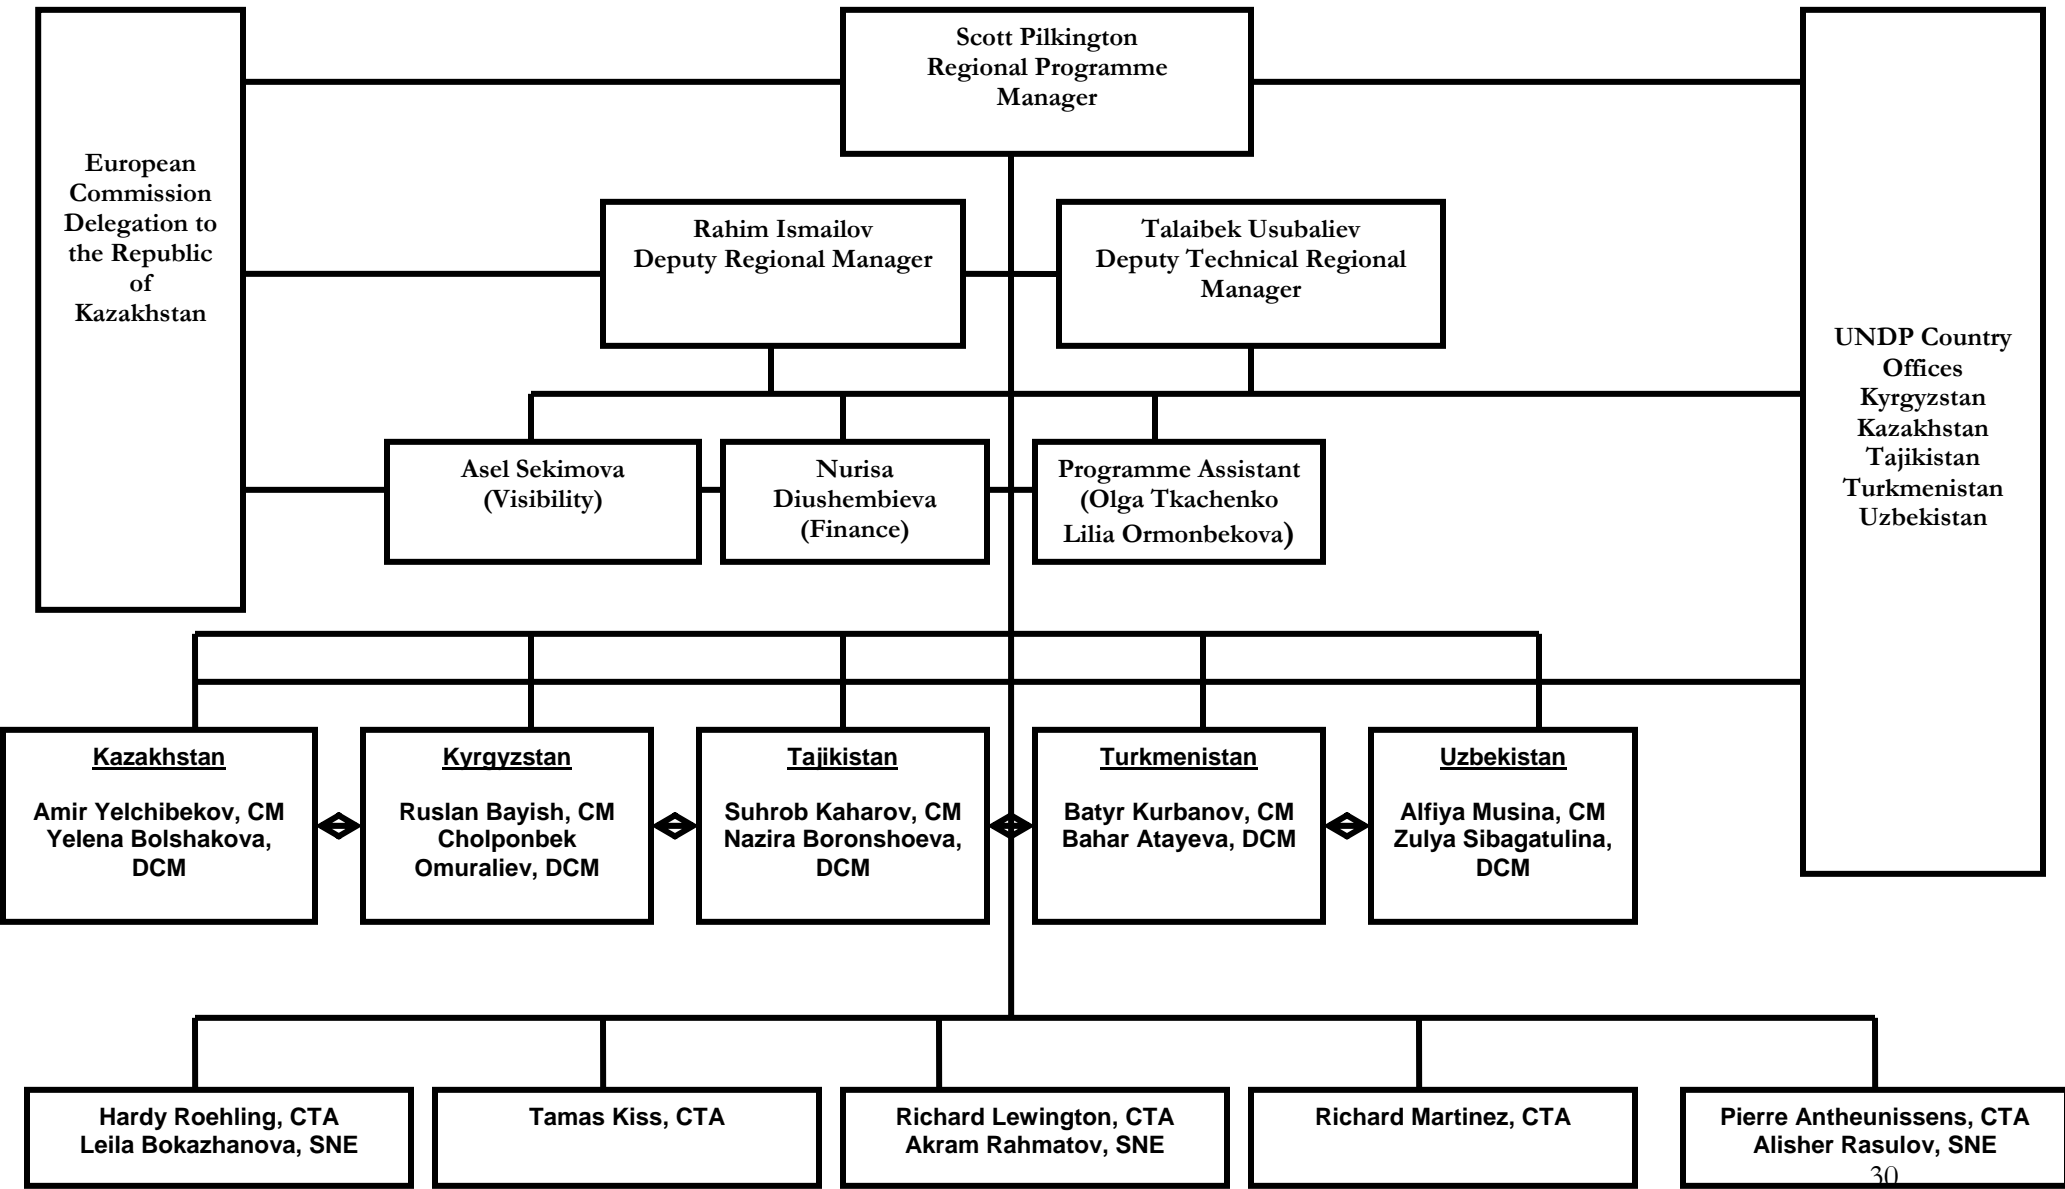 Scott Pilkington
Regional Programme
Manager
European
Commission
Delegation to
the Republic
of
Kazakhstan
Rahim Ismailov
Deputy Regional Manager
Talaibek Usubaliev
Deputy Technical Regional
Manager
UNDP Country
Offices
Kyrgyzstan
Kazakhstan
Tajikistan
Turkmenistan
Uzbekistan
Asel Sekimova
(Visibility)
Nurisa
Diushembieva
(Finance)
Programme Assistant
(Olga Tkachenko
Lilia Ormonbekova)
Kazakhstan
Amir Yelchibekov, CM
Yelena Bolshakova,
DCM
Kyrgyzstan
Ruslan Bayish, CM
Cholponbek
Omuraliev, DCM
Tajikistan
Suhrob Kaharov, CM
Nazira Boronshoeva,
DCM
Turkmenistan
Batyr Kurbanov, CM
Bahar Atayeva, DCM
Uzbekistan
Alfiya Musina, CM
Zulya Sibagatulina,
DCM
Hardy Roehling, CTA
Leila Bokazhanova, SNE
Tamas Kiss, CTA
Richard Lewington, CTA
Akram Rahmatov, SNE
Richard Martinez, CTA
Pierre Antheunissens, CTA
Alisher Rasulov, SNE
30